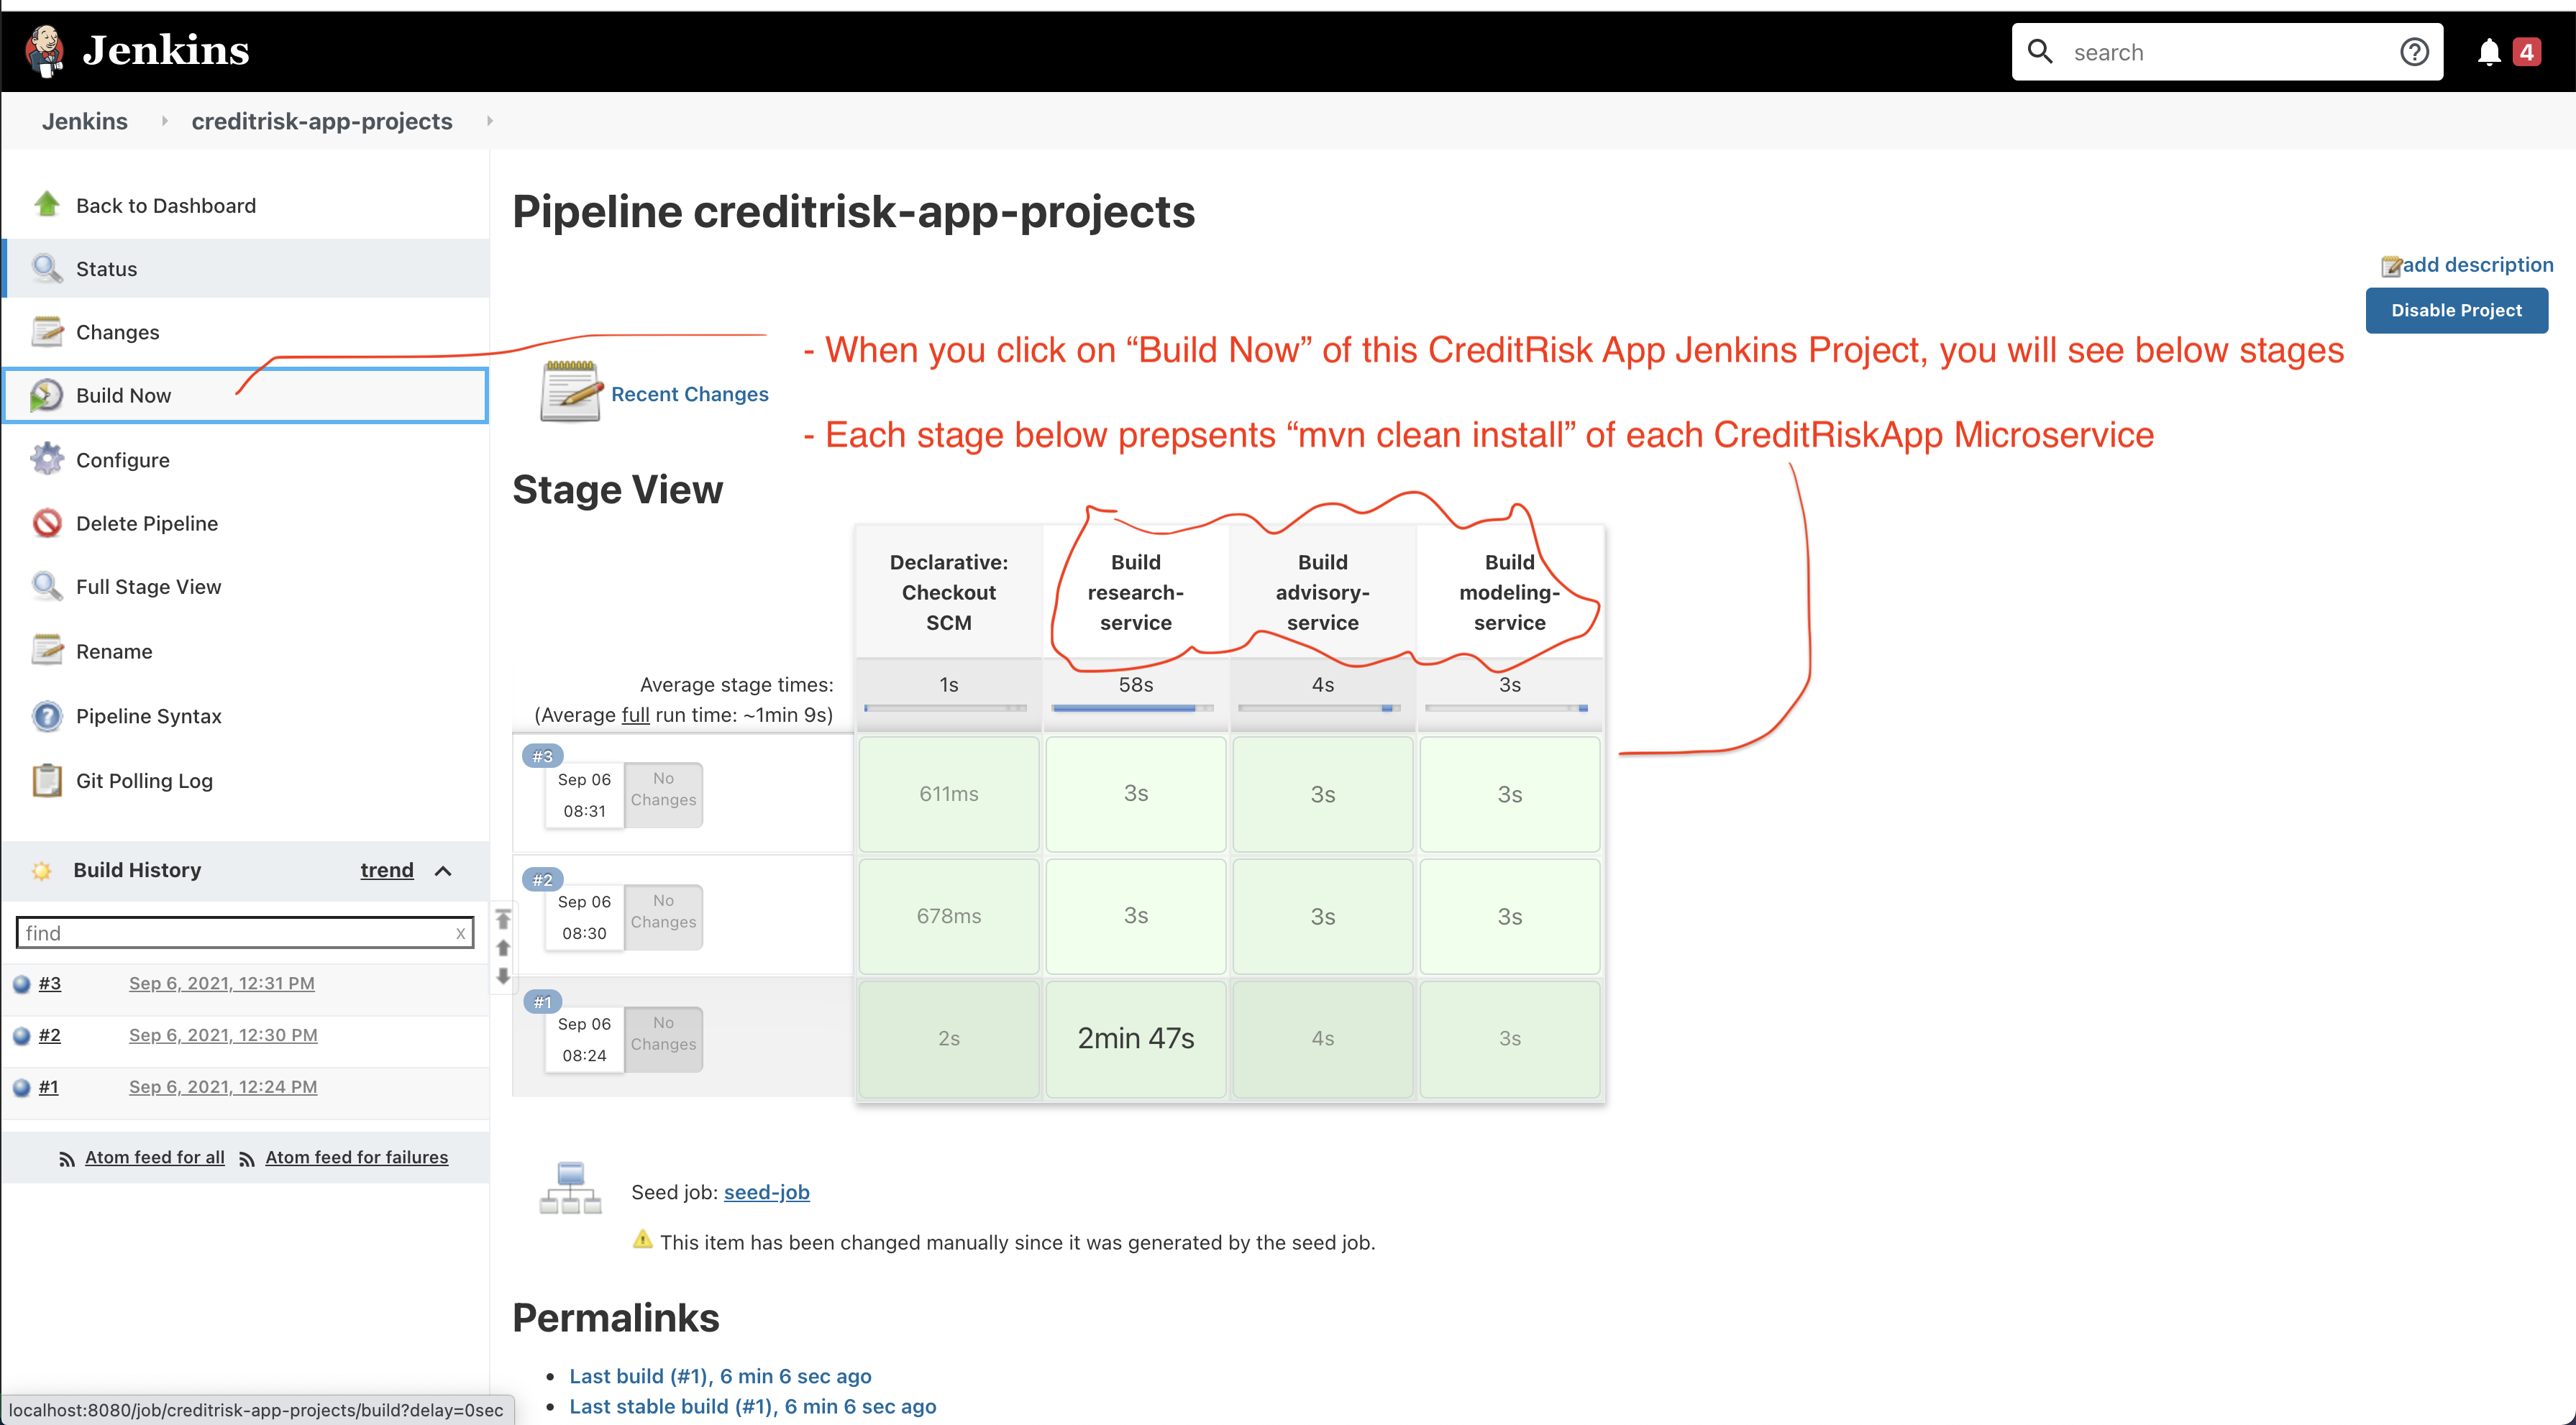 Jenkins
search
4
Jenkins
creditrisk-app-projects
Back to Dashboard
Status
Changes
Build Now
Configure
Delete Pipeline
Full Stage View
Rename
Pipeline Syntax
Git Polling Log
Build History
trend
find
x
#3 Sep 6, 2021, 12:31 PM
#2 Sep 6, 2021, 12:30 PM
#1 Sep 6, 2021, 12:24 PM
Atom feed for all Atom feed for failures
Pipeline creditrisk-app-projects
add description
Disable Project
- When you click on “Build Now” of this CreditRisk App Jenkins Project, you will see below stages
Recent Changes
- Each stage below prepsents “mvn clean install” of each CreditRiskApp Microservice
Stage View
Declarative:
Checkout
SCM
Build
research-
service
Build
advisory-
service
Build
modeling-
service
Average stage times:
(Average full run time: ~1min 9s)
1s
58s
4s
3s
#3
Sep 06
08:31
No
Changes
611ms
3s
3s
3s
#2
Sep 06
08:30
No
Changes
678ms
3s
3s
3s
#1
Sep 06
08:24
No
Changes
2s
2min 47s
4s
3s
Seed job: seed-job
This item has been changed manually since it was generated by the seed job.
Permalinks
Last build (#1), 6 min 6 sec ago
Last stable build (#1), 6 min 6 sec ago
localhost:8080/job/creditrisk-app-projects/build?delay=0sec